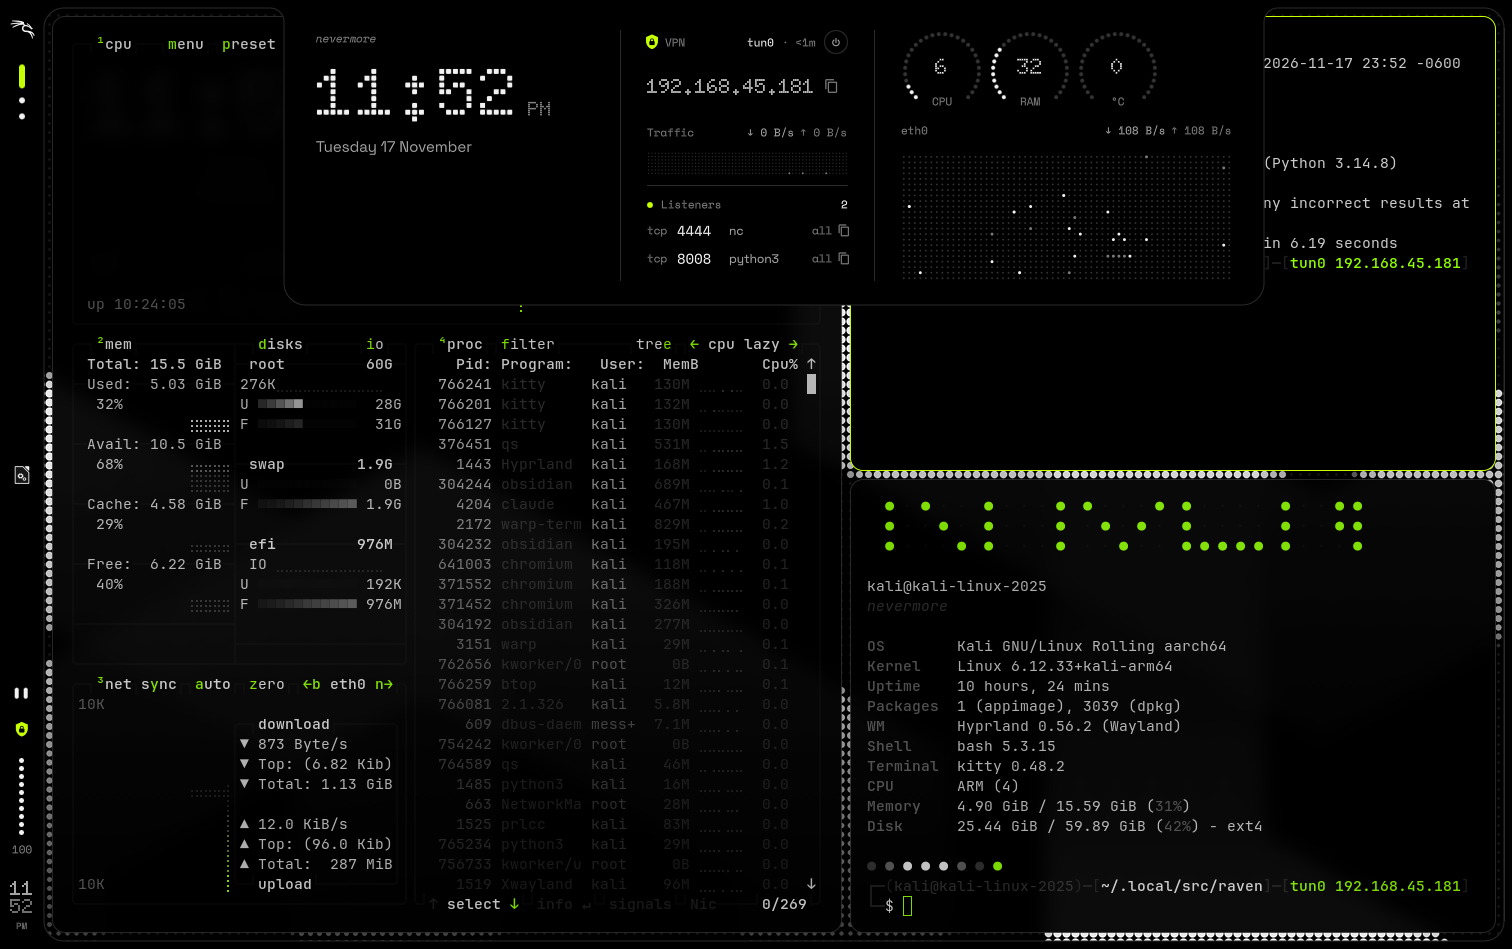 ¹cpu menu preset
up 10:24:05
nevermore
11:52 PM
Tuesday 17 November
VPN tun0 · <1m
192.168.45.181
Traffic ↓ 0 B/s ↑ 0 B/s
Listeners 2
tcp 4444 nc all
tcp 8008 python3 all
6 CPU
32 RAM
0 °C
eth0 ↓ 108 B/s ↑ 108 B/s
2026-11-17 23:52 -0600
(Python 3.14.8)
ny incorrect results at
in 6.19 seconds
]-[tun0 192.168.45.181]
²mem
Total: 15.5 GiB
Used: 5.03 GiB
32%
Avail: 10.5 GiB
68%
Cache: 4.58 GiB
29%
Free: 6.22 GiB
40%
disks io
root 60G
276K
U 28G
F 31G
swap 1.9G
U 0B
F 1.9G
efi 976M
IO
U 192K
F 976M
⁴proc filter tree ← cpu lazy →
Pid: Program: User: MemB Cpu% ↑
766241 kitty kali 130M 0.0
766201 kitty kali 132M 0.0
766127 kitty kali 130M 0.0
376451 qs kali 531M 1.5
1443 Hyprland kali 168M 1.2
304244 obsidian kali 689M 0.1
4204 claude kali 467M 1.0
2172 warp-term kali 829M 0.2
304232 obsidian kali 195M 0.0
641003 chromium kali 118M 0.1
371552 chromium kali 188M 0.1
371452 chromium kali 326M 0.0
304192 obsidian kali 277M 0.0
3151 warp kali 29M 0.1
762656 kworker/0 root 0B 0.1
766259 btop kali 12M 0.1
766081 2.1.326 kali 5.8M 0.0
609 dbus-daem mess+ 7.1M 0.0
754242 kworker/0 root 0B 0.0
764589 qs kali 46M 0.0
1485 python3 kali 16M 0.0
663 NetworkMa root 28M 0.0
1525 prlcc kali 83M 0.0
765234 python3 kali 29M 0.0
756733 kworker/u root 0B 0.0
1519 Xwayland kali 96M 0.0 ↓
↑ select ↓ info ↵ signals Nic 0/269
³net sync auto zero ←b eth0 n→
10K
download
▼ 873 Byte/s
▼ Top: (6.82 Kib)
▼ Total: 1.13 GiB
▲ 12.0 KiB/s
▲ Top: (96.0 Kib)
▲ Total: 287 MiB
10K
upload
kali@kali-linux-2025
nevermore
OS Kali GNU/Linux Rolling aarch64
Kernel Linux 6.12.33+kali-arm64
Uptime 10 hours, 24 mins
Packages 1 (appimage), 3039 (dpkg)
WM Hyprland 0.56.2 (Wayland)
Shell bash 5.3.15
Terminal kitty 0.48.2
CPU ARM (4)
Memory 4.90 GiB / 15.59 GiB (31%)
Disk 25.44 GiB / 59.89 GiB (42%) - ext4
┌─(kali@kali-linux-2025)-[~/.local/src/raven]-[tun0 192.168.45.181]
└─$
100
11
52
PM